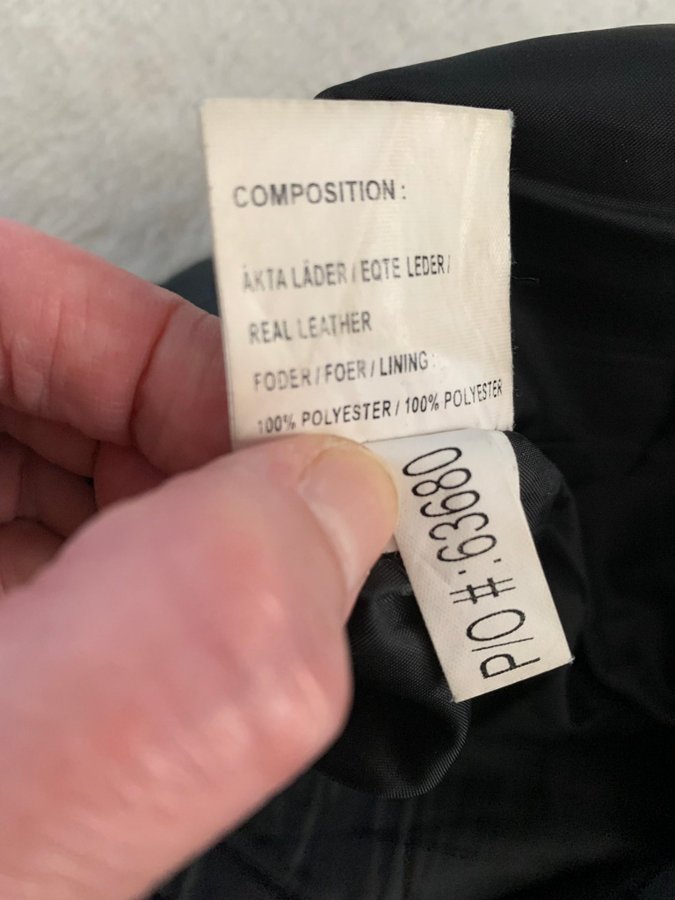 COMPOSITION :
ÄKTA LÄDER / EQTE LEDER /
REAL LEATHER
FODER / FOER / LINING :
100% POLYESTER / 100% POLYESTER
P/O #:63680